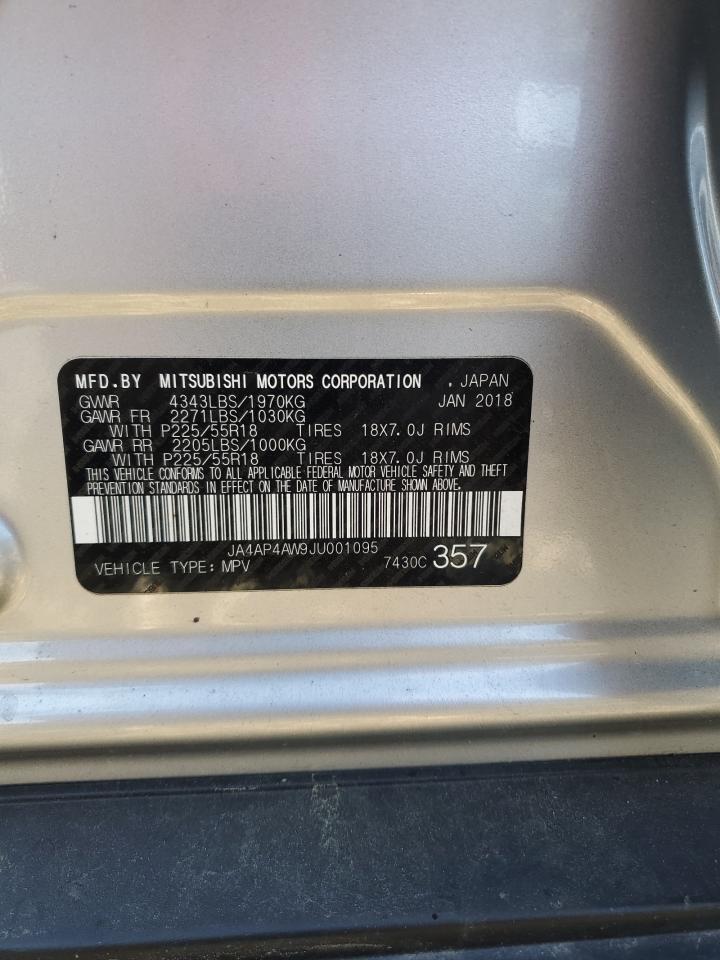 MFD.BY MITSUBISHI MOTORS CORPORATION , JAPAN
GVWR 4343LBS/1970KG JAN 2018
GAWR FR 2271LBS/1030KG
WITH P225/55R18 TIRES 18X7.0J RIMS
GAWR RR 2205LBS/1000KG
WITH P225/55R18 TIRES 18X7.0J RIMS
THIS VEHICLE CONFORMS TO ALL APPLICABLE FEDERAL MOTOR VEHICLE SAFETY AND THEFT
PREVENTION STANDARDS IN EFFECT ON THE DATE OF MANUFACTURE SHOWN ABOVE.
JA4AP4AW9JU001095
VEHICLE TYPE: MPV 7430C 357